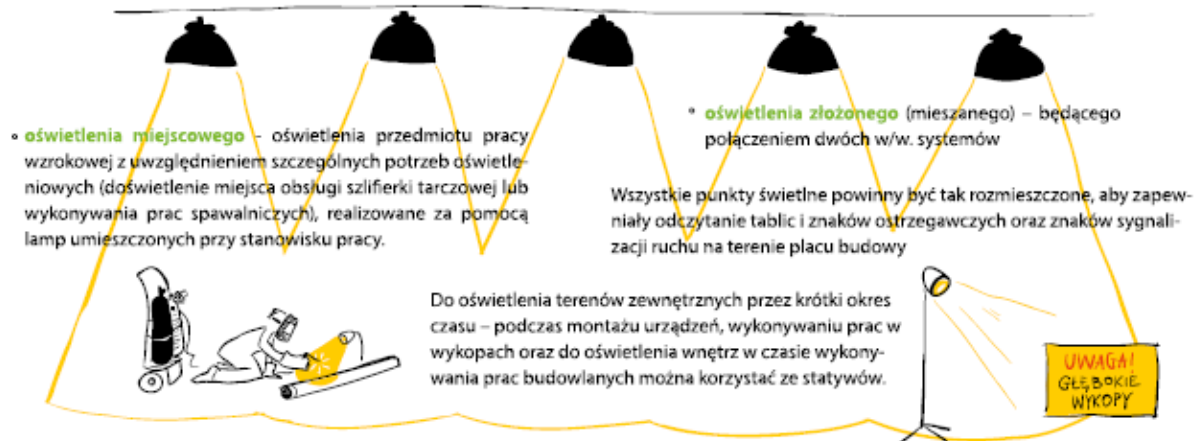 ° oświetlenia miejscowego - oświetlenia przedmiotu pracy
wzrokowej z uwzględnieniem szczególnych potrzeb oświetle-
niowych (doświetlenie miejsca obsługi szlifierki tarczowej lub
wykonywania prac spawalniczych), realizowane za pomocą
lamp umieszczonych przy stanowisku pracy.
° oświetlenia złożonego (mieszanego) – będącego
połączeniem dwóch w/w. systemów
Wszystkie punkty świetlne powinny być tak rozmieszczone, aby zapew-
niały odczytanie tablic i znaków ostrzegawczych oraz znaków sygnali-
zacji ruchu na terenie placu budowy
Do oświetlenia terenów zewnętrznych przez krótki okres
czasu – podczas montażu urządzeń, wykonywaniu prac w
wykopach oraz do oświetlenia wnętrz w czasie wykony-
wania prac budowlanych można korzystać ze statywów.
UWAGA!
GŁĘBOKIE
WYKOPY